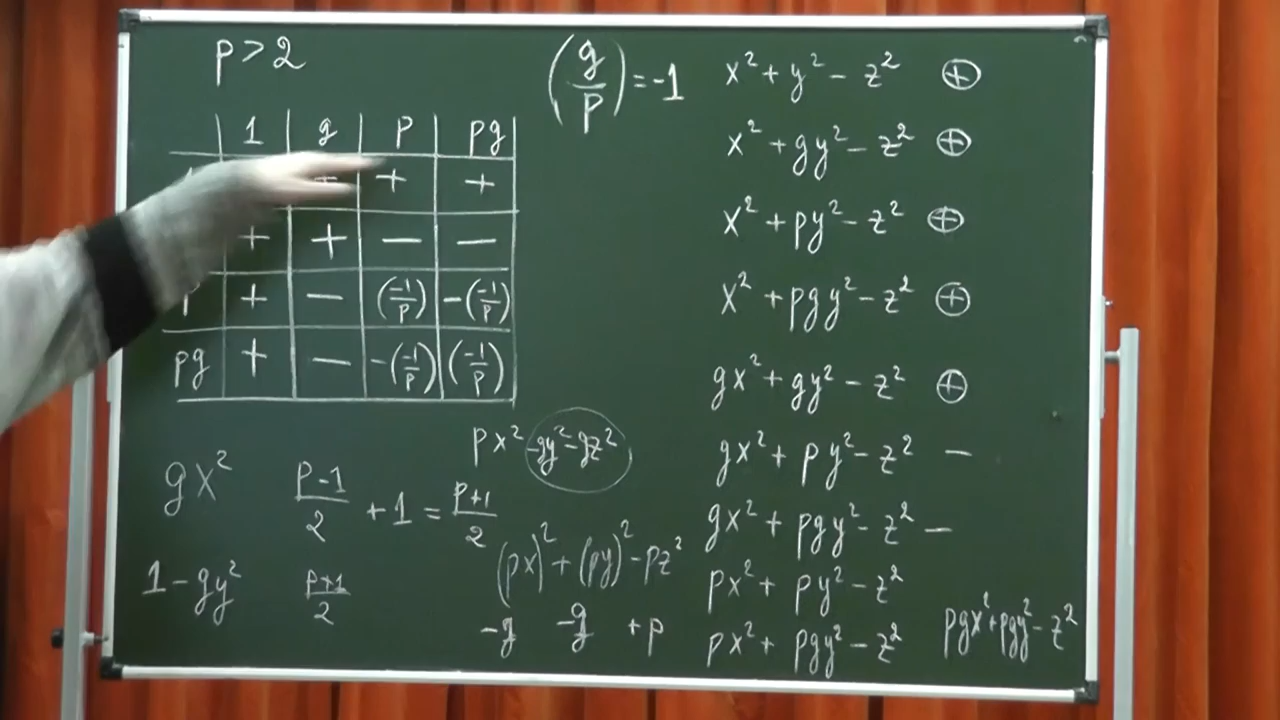 p > 2
(g/p) = -1
1 g p pg
+ + +
+ + — —
p + — (-1/p) -(-1/p)
pg + — -(-1/p) (-1/p)
gx² (p-1)/2 + 1 = (p+1)/2
1 - gy² (p+1)/2
px² -gy² - gz²
(px)² + (py)² - pz²
-g -g +p
x² + y² - z² ⊕
x² + gy² - z² ⊕
x² + py² - z² ⊕
x² + pgy² - z² ⊕
gx² + gy² - z² ⊕
gx² + py² - z² —
gx² + pgy² - z² —
px² + py² - z²
px² + pgy² - z²
pgx² + pgy² - z²